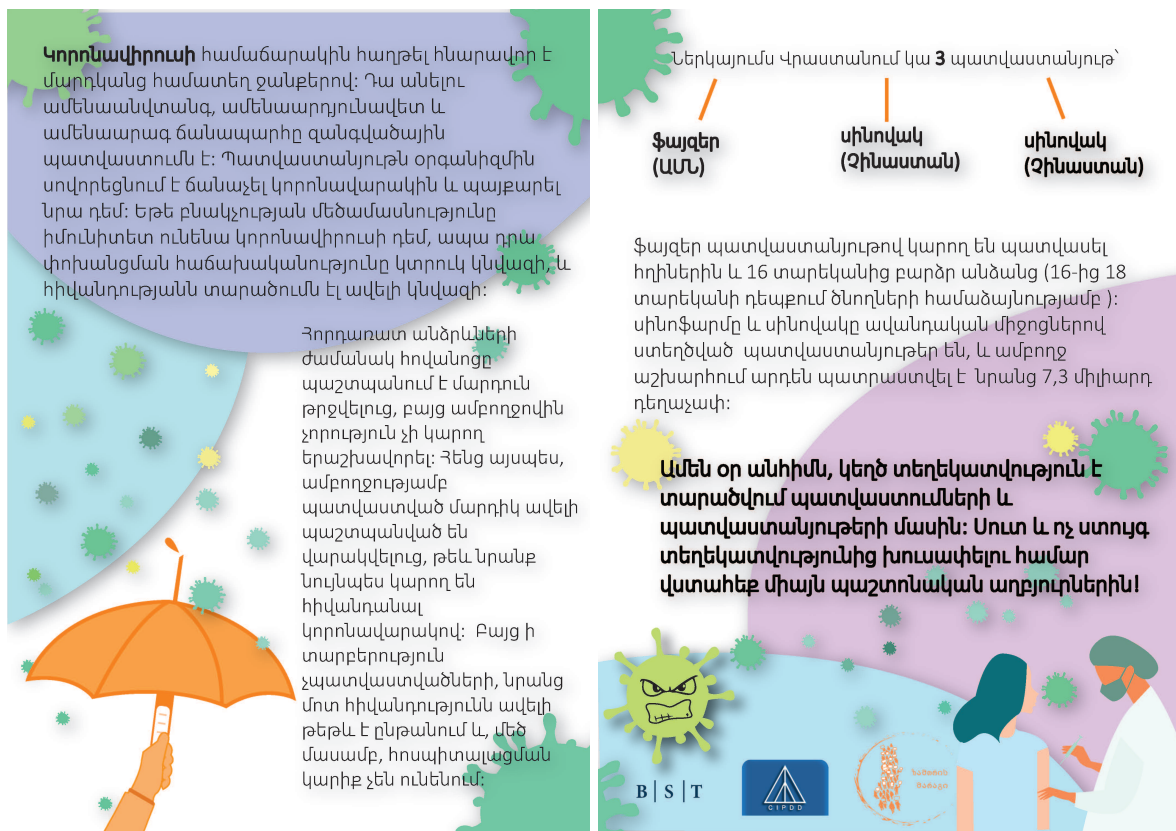 Կորոնավիրուսի համաճարակին հաղթել հնարավոր է
մարդկանց համատեղ ջանքերով: Դա անելու
ամենաանվտանգ, ամենաարդյունավետ և
ամենաարագ ճանապարհը զանգվածային
պատվաստումն է: Պատվաստանյութն օրգանիզմին
սովորեցնում է ճանաչել կորոնավարակին և պայքարել
նրա դեմ: Եթե բնակչության մեծամասնությունը
իմունիտետ ունենա կորոնավիրուսի դեմ, ապա դրա
փոխանցման հաճախականությունը կտրուկ կնվազի, և
հիվանդությանն տարածումն էլ ավելի կնվազի:
Հորդառատ անձրևների
ժամանակ հովանոցը
պաշտպանում է մարդուն
թրջվելուց, բայց ամբողջովին
չորություն չի կարող
երաշխավորել: Հենց այսպես,
ամբողջությամբ
պատվաստված մարդիկ ավելի
պաշտպանված են
վարակվելուց, թեև նրանք
նույնպես կարող են
հիվանդանալ
կորոնավարակով: Բայց ի
տարբերություն
չպատվաստվածների, նրանց
մոտ հիվանդությունն ավելի
թեթև է ընթանում և, մեծ
մասամբ, հոսպիտալացման
կարիք չեն ունենում:
Ներկայումս Վրաստանում կա 3 պատվաստանյութ՝
ֆայզեր
(ԱՄՆ)
սինովակ
(Չինաստան)
սինովակ
(Չինաստան)
ֆայզեր պատվաստանյութով կարող են պատվասել
հղիներին և 16 տարեկանից բարձր անձանց (16-ից 18
տարեկանի դեպքում ծնողների համաձայնությամբ ):
սինոֆարմը և սինովակը ավանդական միջոցներով
ստեղծված պատվաստանյութեր են, և ամբողջ
աշխարհում արդեն պատրաստվել է նրանց 7,3 միլիարդ
դեղաչափ:
Ամեն օր անհիմն, կեղծ տեղեկատվություն է
տարածվում պատվաստումների և
պատվաստանյութերի մասին: Սուտ և ոչ ստույգ
տեղեկատվությունից խուսափելու համար
վստահեք միայն պաշտոնական աղբյուրներին!
B | S | T
CIPDD